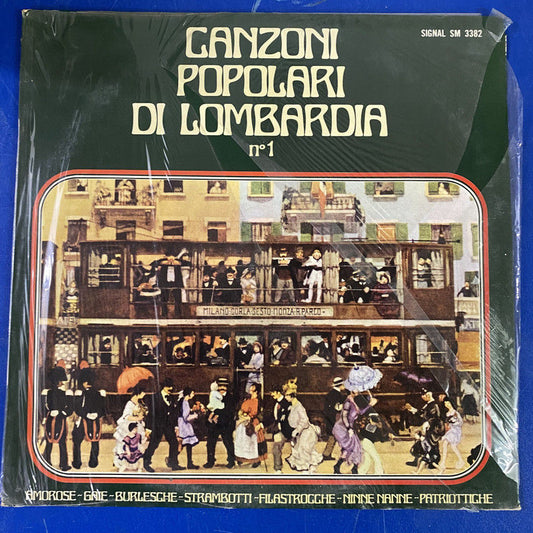 SIGNAL SM 3382
CANZONI
POPOLARI
DI LOMBARDIA
n°1
MILANO·GORLA·SESTO·MONZA·R.PARCO·
AMOROSE-GAIE-BURLESCHE-STRAMBOTTI-FILASTROCCHE-NINNE NANNE-PATRIOTTICHE